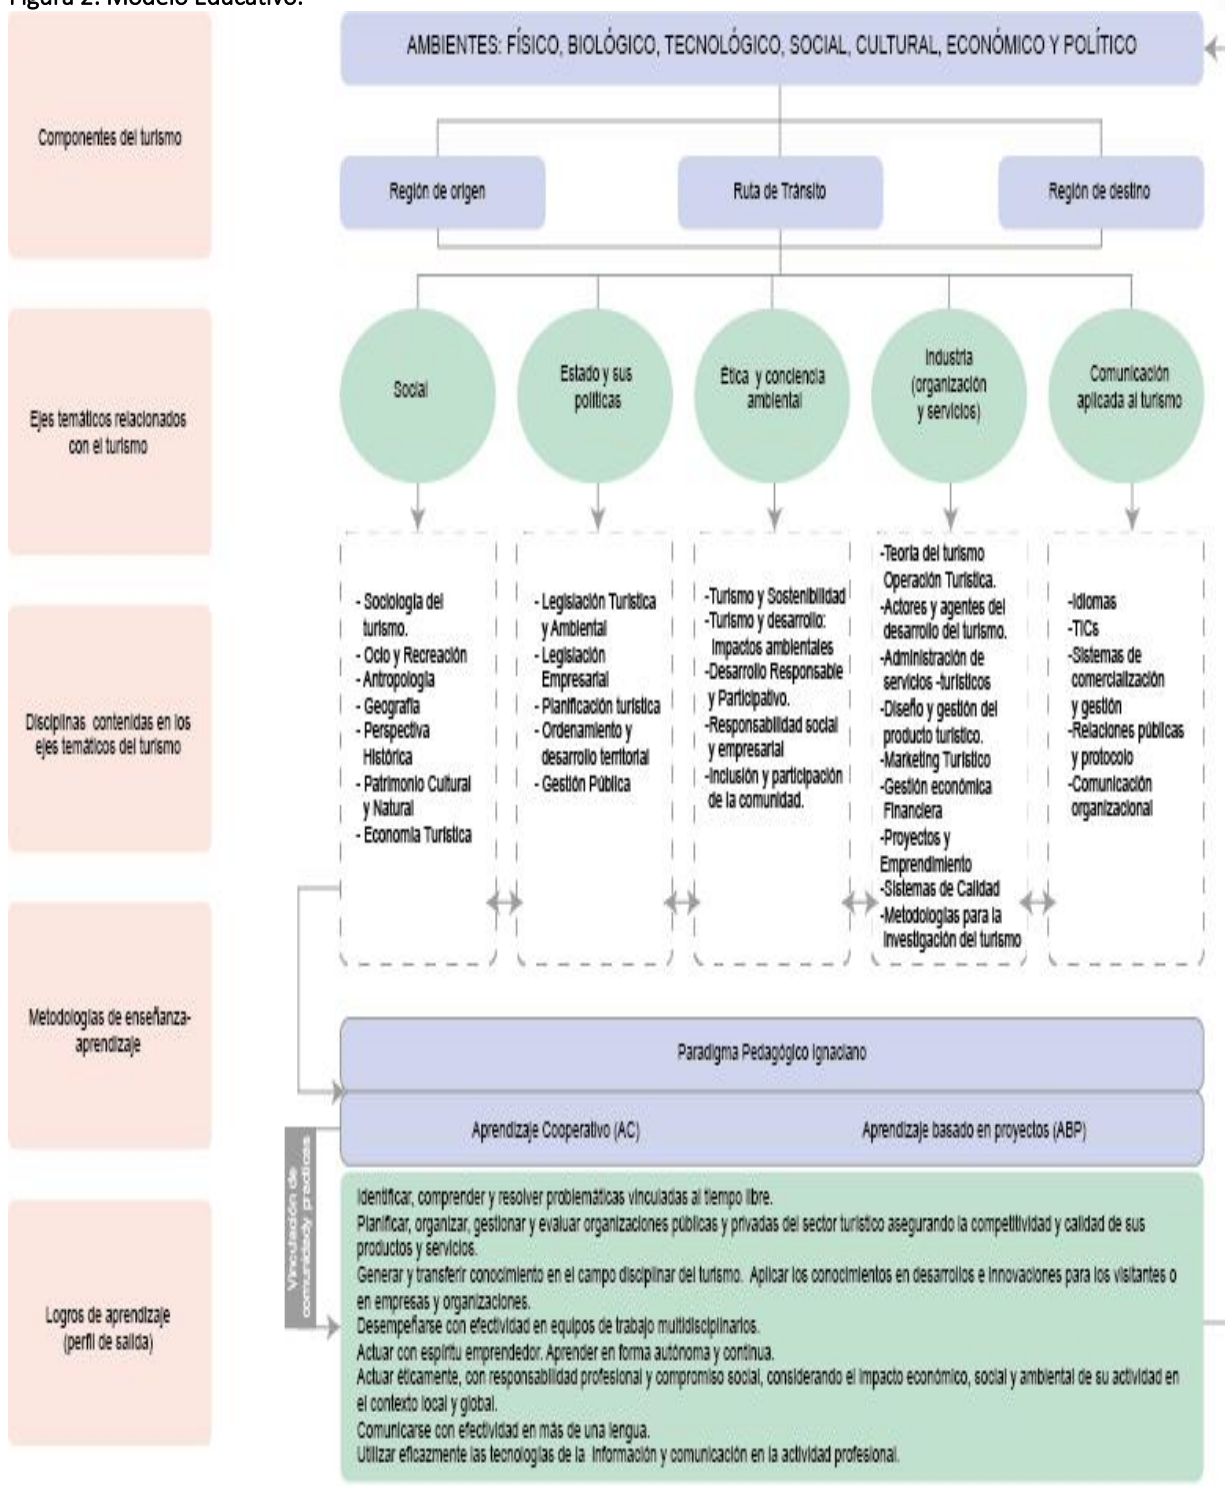 Figura 2. Modelo Educativo.
Componentes del turismo
AMBIENTES: FÍSICO, BIOLÓGICO, TECNOLÓGICO, SOCIAL, CULTURAL, ECONÓMICO Y POLÍTICO
Región de origen
Ruta de Tránsito
Región de destino
Ejes temáticos relacionados
con el turismo
Social
Estado y sus
políticas
Ética y conciencia
ambiental
Industria
(organización
y servicios)
Comunicación
aplicada al turismo
Disciplinas contenidas en los
ejes temáticos del turismo
- Sociología del
turismo.
- Ocio y Recreación
- Antropología
- Geografía
- Perspectiva
Histórica
- Patrimonio Cultural
y Natural
- Economía Turística
- Legislación Turística
y Ambiental
- Legislación
Empresarial
- Planificación turística
- Ordenamiento y
desarrollo territorial
- Gestión Pública
-Turismo y Sostenibilidad
-Turismo y desarrollo:
Impactos ambientales
-Desarrollo Responsable
y Participativo.
-Responsabilidad social
y empresarial
-Inclusión y participación
de la comunidad.
-Teoría del turismo
Operación Turística.
-Actores y agentes del
desarrollo del turismo.
-Administración de
servicios -turísticos
-Diseño y gestión del
producto turístico.
-Marketing Turístico
-Gestión económica
Financiera
-Proyectos y
Emprendimiento
-Sistemas de Calidad
-Metodologías para la
Investigación del turismo
-Idiomas
-TICs
-Sistemas de
comercialización
y gestión
-Relaciones públicas
y protocolo
-Comunicación
organizacional
Metodologías de enseñanza-
aprendizaje
Paradigma Pedagógico Ignaciano
Aprendizaje Cooperativo (AC)
Aprendizaje basado en proyectos (ABP)
Vinculación de
comunidady practicas
Logros de aprendizaje
(perfil de salida)
Identificar, comprender y resolver problemáticas vinculadas al tiempo libre.
Planificar, organizar, gestionar y evaluar organizaciones públicas y privadas del sector turístico asegurando la competitividad y calidad de sus
productos y servicios.
Generar y transferir conocimiento en el campo disciplinar del turismo. Aplicar los conocimientos en desarrollos e innovaciones para los visitantes o
en empresas y organizaciones.
Desempeñarse con efectividad en equipos de trabajo multidisciplinarios.
Actuar con espíritu emprendedor. Aprender en forma autónoma y continua.
Actuar éticamente, con responsabilidad profesional y compromiso social, considerando el impacto económico, social y ambiental de su actividad en
el contexto local y global.
Comunicarse con efectividad en más de una lengua.
Utilizar eficazmente las tecnologías de la información y comunicación en la actividad profesional.